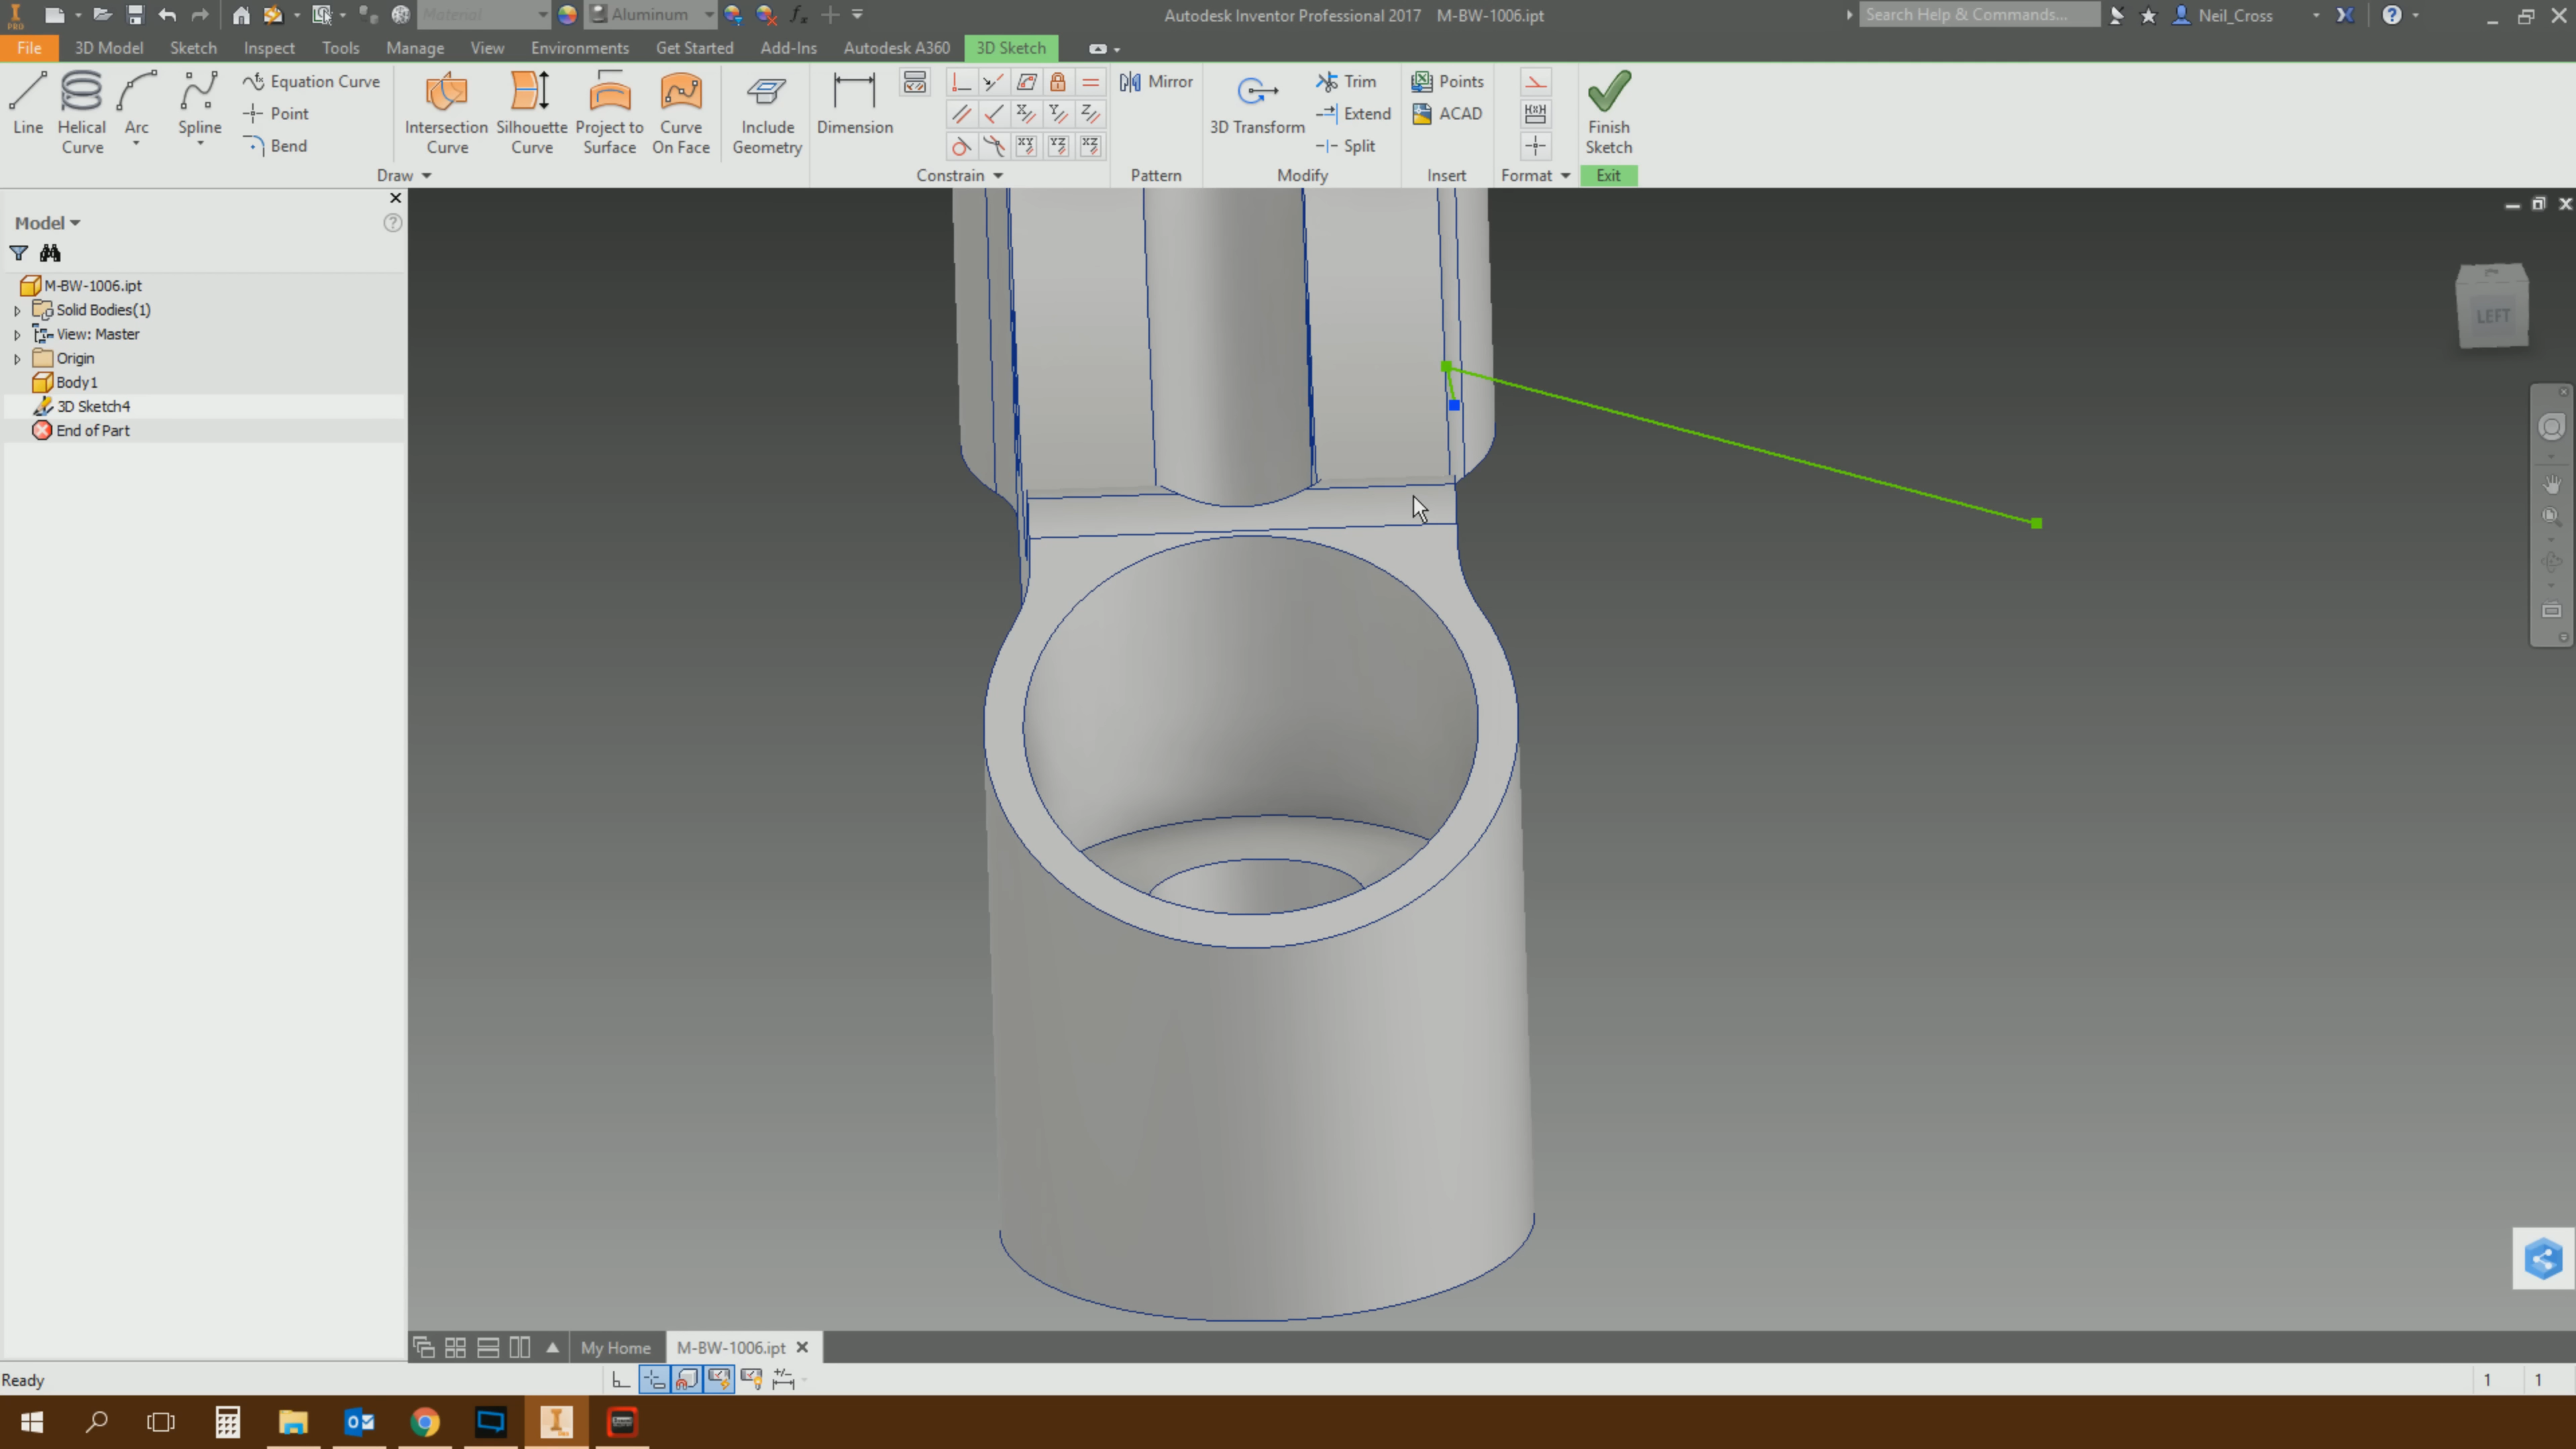 PRO
Material
Aluminum
Autodesk Inventor Professional 2017 M-BW-1006.ipt
Search Help & Commands...
Neil_Cross
File
3D Model
Sketch
Inspect
Tools
Manage
View
Environments
Get Started
Add-Ins
Autodesk A360
3D Sketch
Line
Helical Curve
Arc
Spline
Equation Curve
Point
Bend
Draw
Intersection Curve
Silhouette Curve
Project to Surface
Curve On Face
Include Geometry
Dimension
Constrain
Mirror
Pattern
3D Transform
Trim
Extend
Split
Modify
Points
ACAD
Insert
Format
Finish Sketch
Exit
Model
M-BW-1006.ipt
Solid Bodies(1)
View: Master
Origin
Body1
3D Sketch4
End of Part
LEFT
My Home
M-BW-1006.ipt
Ready
1
1